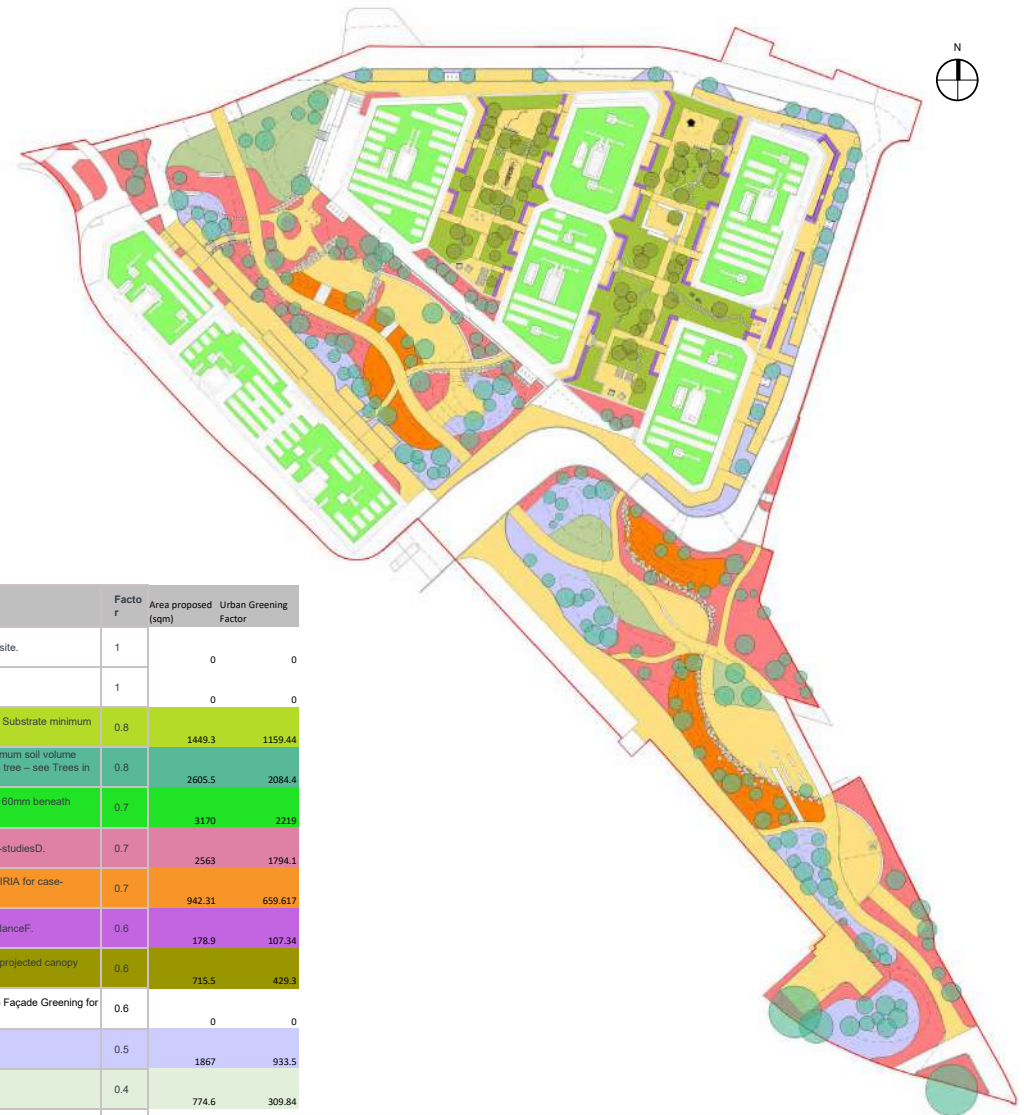 N
Facto
r
Area proposed
(sqm)
Urban Greening
Factor
site.
1
0
0
1
0
0
Substrate minimum
0.8
1449.3
1159.44
mum soil volume
tree – see Trees in
0.8
2605.5
2084.4
60mm beneath
0.7
3170
2219
-studiesD.
0.7
2563
1794.1
IRIA for case-
0.7
942.31
659.617
lanceF.
0.6
178.9
107.34
projected canopy
0.6
715.5
429.3
Façade Greening for
0.6
0
0
0.5
1867
933.5
0.4
774.6
309.84